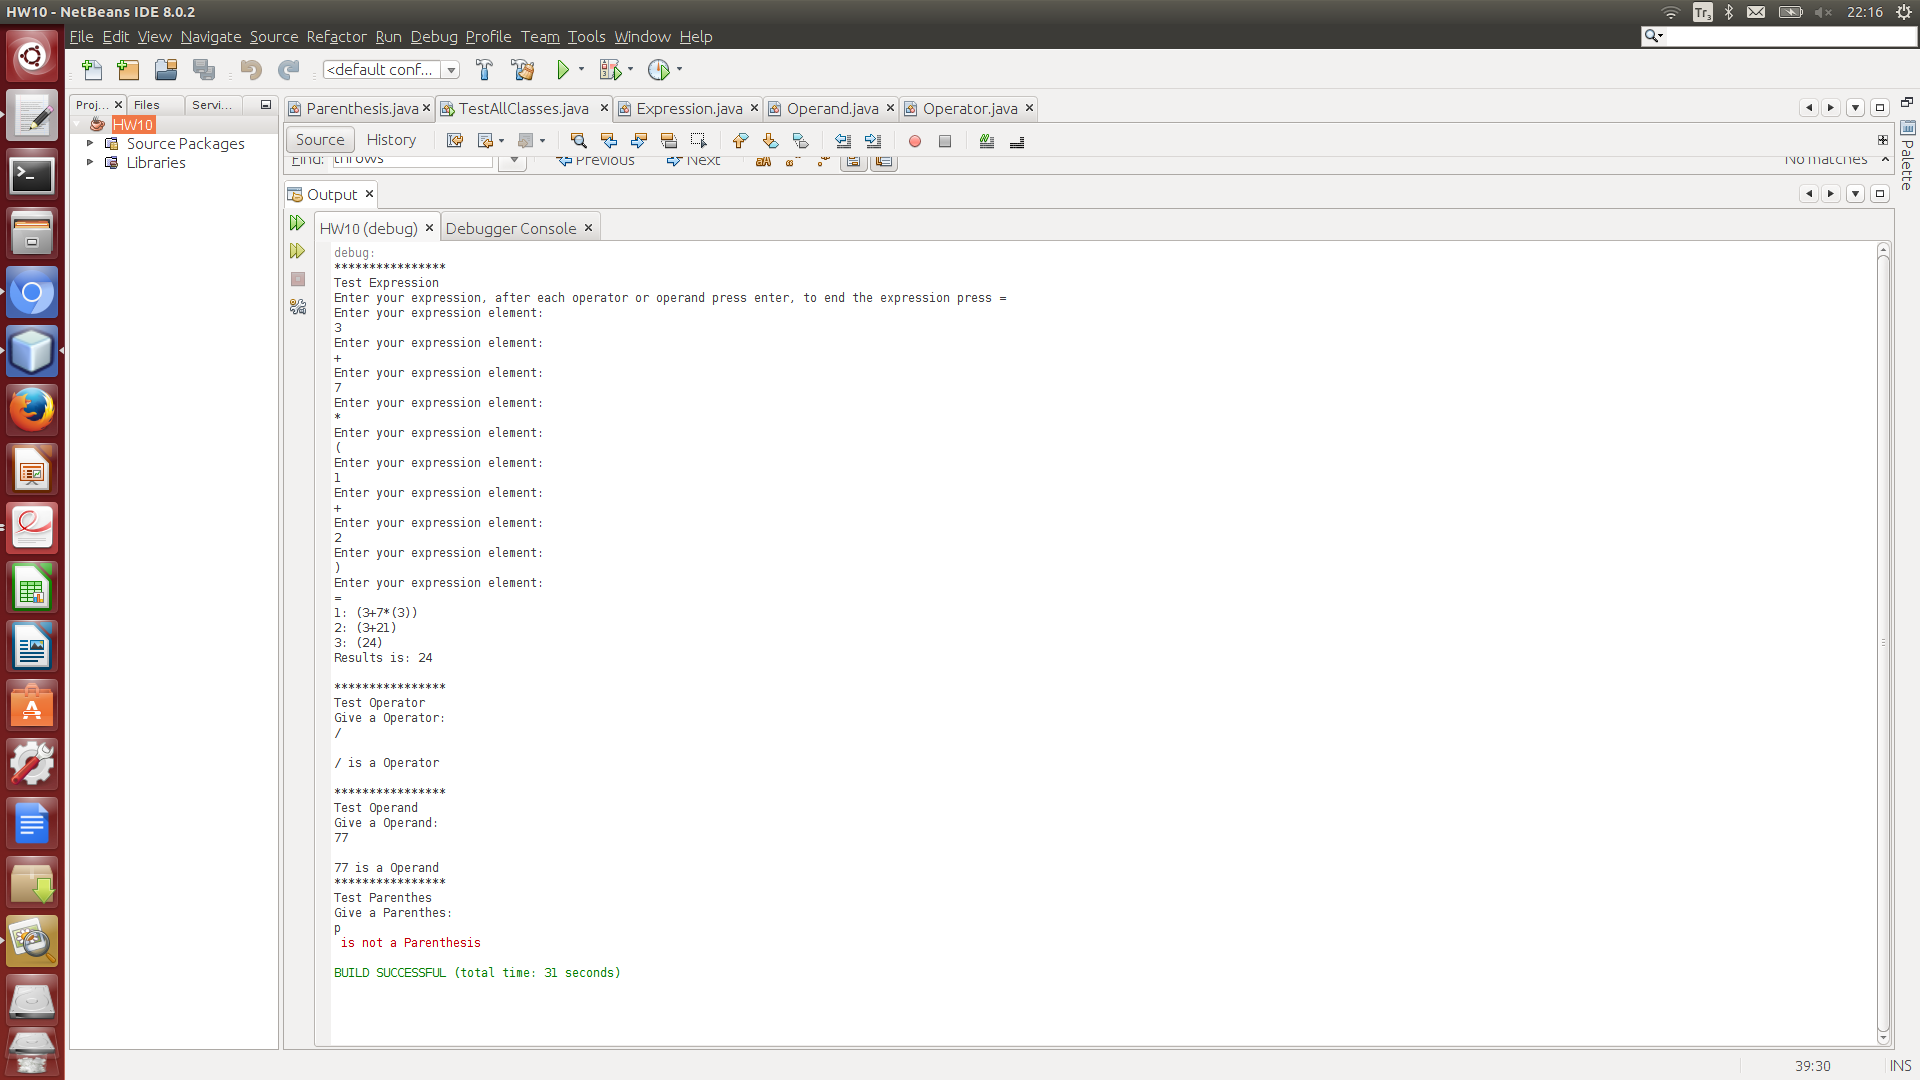 HW10 - NetBeans IDE 8.0.2
Tr3
22:16
File Edit View Navigate Source Refactor Run Debug Profile Team Tools Window Help
<default conf...
Proj... Files Servi...
Parenthesis.java TestAllClasses.java Expression.java Operand.java Operator.java
HW10
Source Packages
Libraries
Source History
Find: throws Previous Next No matches
Palette
Output
HW10 (debug) Debugger Console
debug:
****************
Test Expression
Enter your expression, after each operator or operand press enter, to end the expression press =
Enter your expression element:
3
Enter your expression element:
+
Enter your expression element:
7
Enter your expression element:
*
Enter your expression element:
(
Enter your expression element:
1
Enter your expression element:
+
Enter your expression element:
2
Enter your expression element:
)
Enter your expression element:
=
1: (3+7*(3))
2: (3+21)
3: (24)
Results is: 24
****************
Test Operator
Give a Operator:
/
/ is a Operator
****************
Test Operand
Give a Operand:
77
77 is a Operand
****************
Test Parenthes
Give a Parenthes:
p
is not a Parenthesis
BUILD SUCCESSFUL (total time: 31 seconds)
39:30 INS